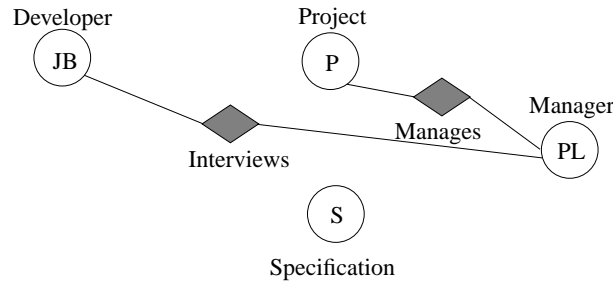 Developer
Project
JB
P
Manager
Manages
PL
Interviews
S
Specification